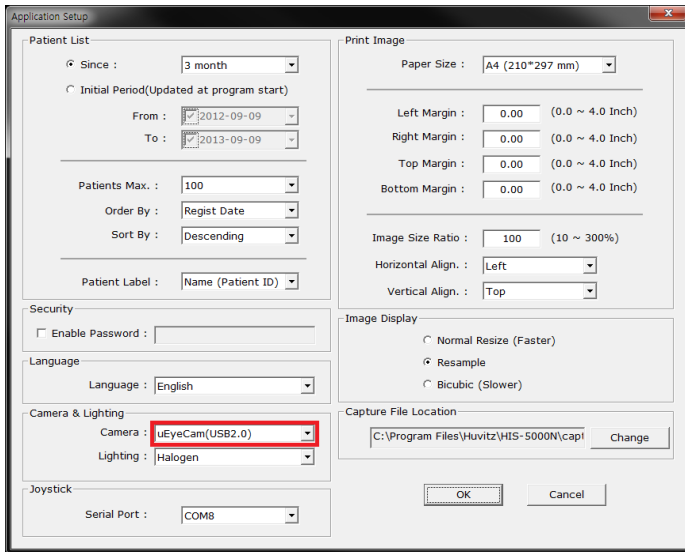 Application Setup
Patient List
Since :
3 month
Initial Period(Updated at program start)
From :
2012-09-09
To :
2013-09-09
Patients Max. :
100
Order By :
Regist Date
Sort By :
Descending
Patient Label :
Name (Patient ID)
Security
Enable Password :
Language
Language :
English
Camera & Lighting
Camera :
uEyeCam(USB2.0)
Lighting :
Halogen
Joystick
Serial Port :
COM8
Print Image
Paper Size :
A4 (210*297 mm)
Left Margin :
0.00
(0.0 ~ 4.0 Inch)
Right Margin :
0.00
(0.0 ~ 4.0 Inch)
Top Margin :
0.00
(0.0 ~ 4.0 Inch)
Bottom Margin :
0.00
(0.0 ~ 4.0 Inch)
Image Size Ratio :
100
(10 ~ 300%)
Horizontal Align. :
Left
Vertical Align. :
Top
Image Display
Normal Resize (Faster)
Resample
Bicubic (Slower)
Capture File Location
C:\Program Files\Huvitz\HIS-5000N\capt
Change
OK
Cancel